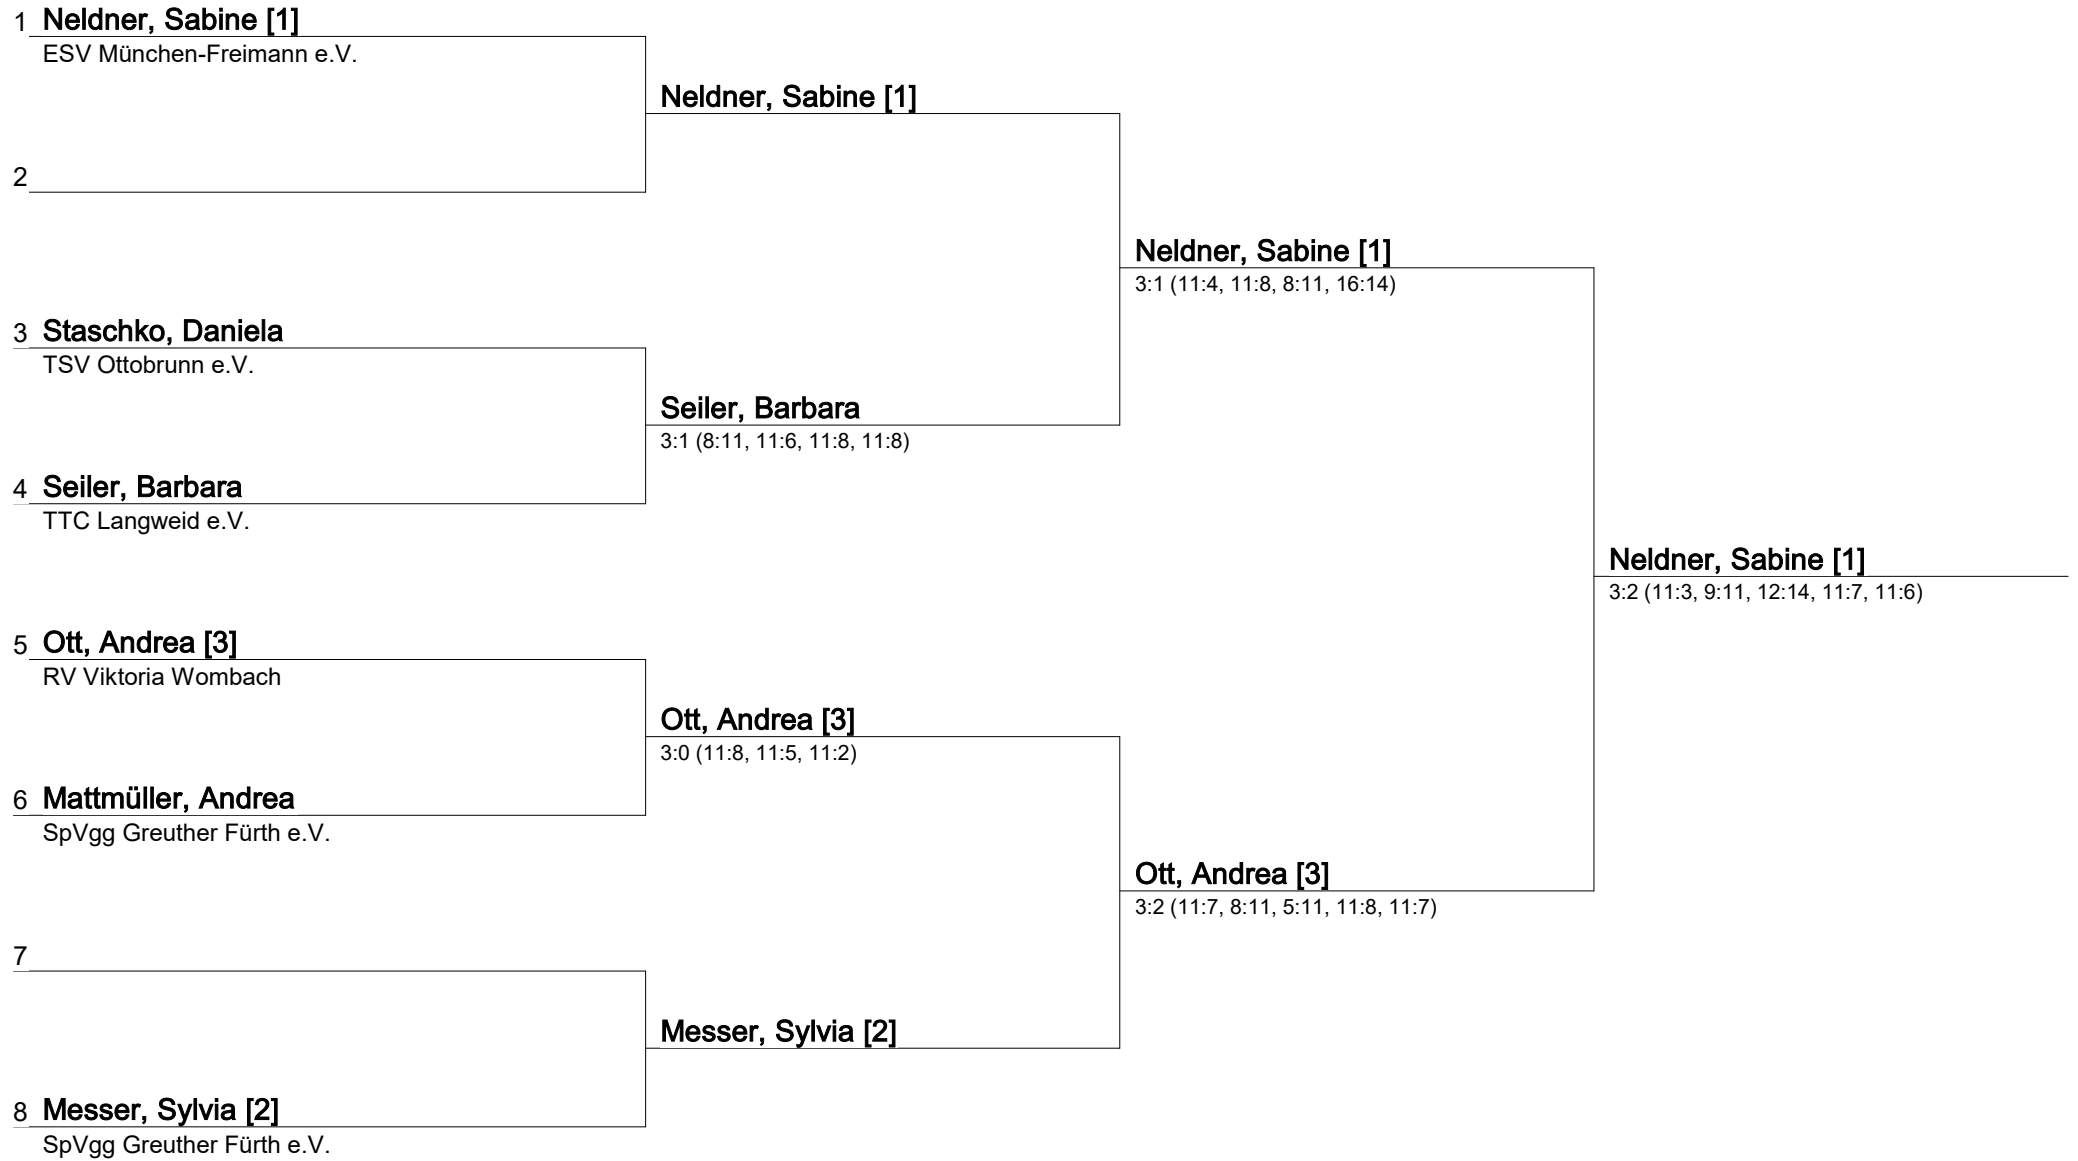 1 Neldner, Sabine [1]
ESV München-Freimann e.V.
Neldner, Sabine [1]
2
Neldner, Sabine [1]
3:1 (11:4, 11:8, 8:11, 16:14)
3 Staschko, Daniela
TSV Ottobrunn e.V.
Seiler, Barbara
3:1 (8:11, 11:6, 11:8, 11:8)
4 Seiler, Barbara
TTC Langweid e.V.
Neldner, Sabine [1]
3:2 (11:3, 9:11, 12:14, 11:7, 11:6)
5 Ott, Andrea [3]
RV Viktoria Wombach
Ott, Andrea [3]
3:0 (11:8, 11:5, 11:2)
6 Mattmüller, Andrea
SpVgg Greuther Fürth e.V.
Ott, Andrea [3]
3:2 (11:7, 8:11, 5:11, 11:8, 11:7)
7
Messer, Sylvia [2]
8 Messer, Sylvia [2]
SpVgg Greuther Fürth e.V.